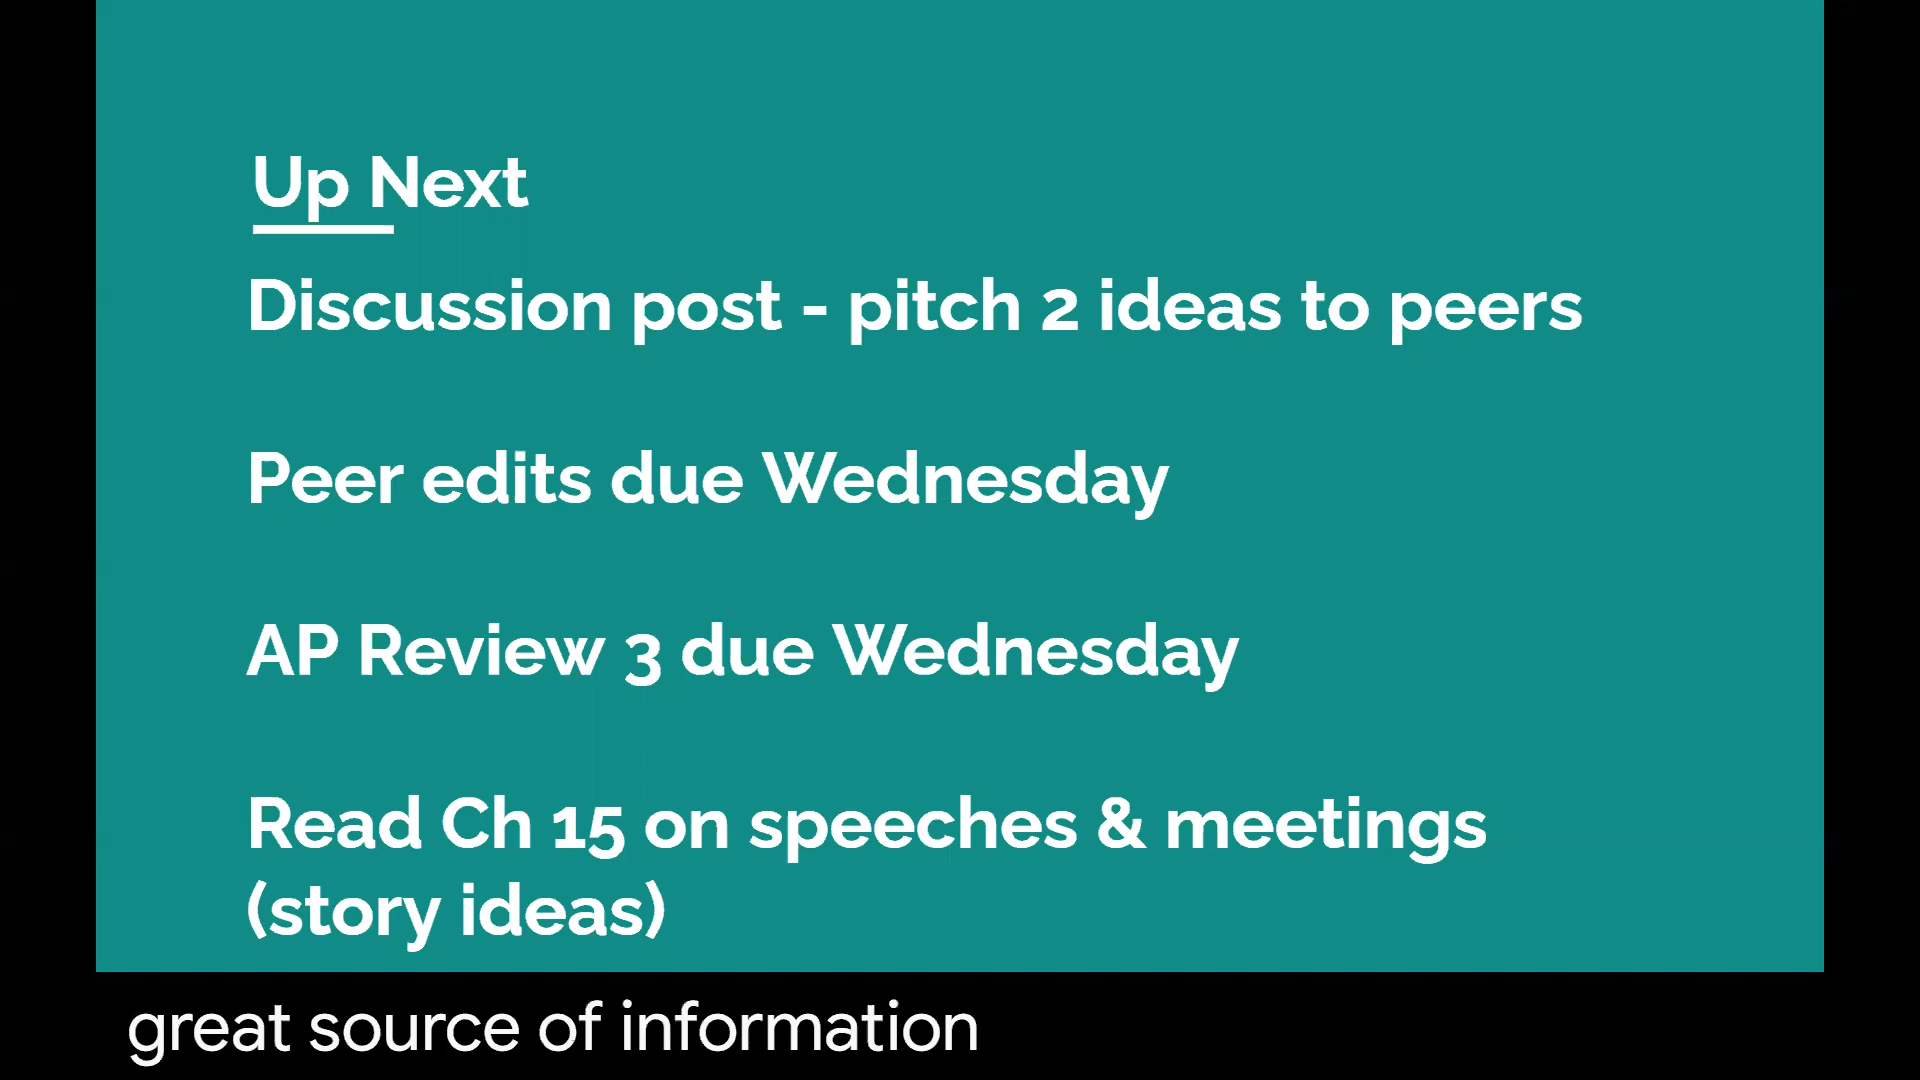 Up Next
Discussion post - pitch 2 ideas to peers
Peer edits due Wednesday
AP Review 3 due Wednesday
Read Ch 15 on speeches & meetings
(story ideas)
great source of information